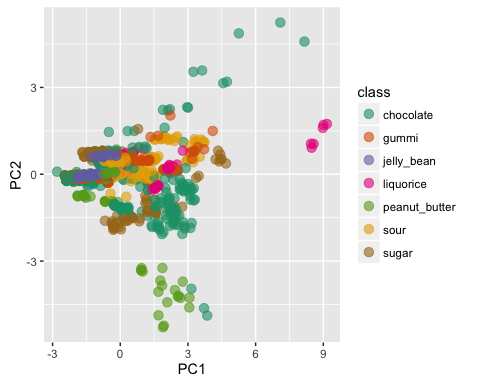 3
0
-3
PC2
-3
0
3
6
9
PC1
class
chocolate
gummi
jelly_bean
liquorice
peanut_butter
sour
sugar